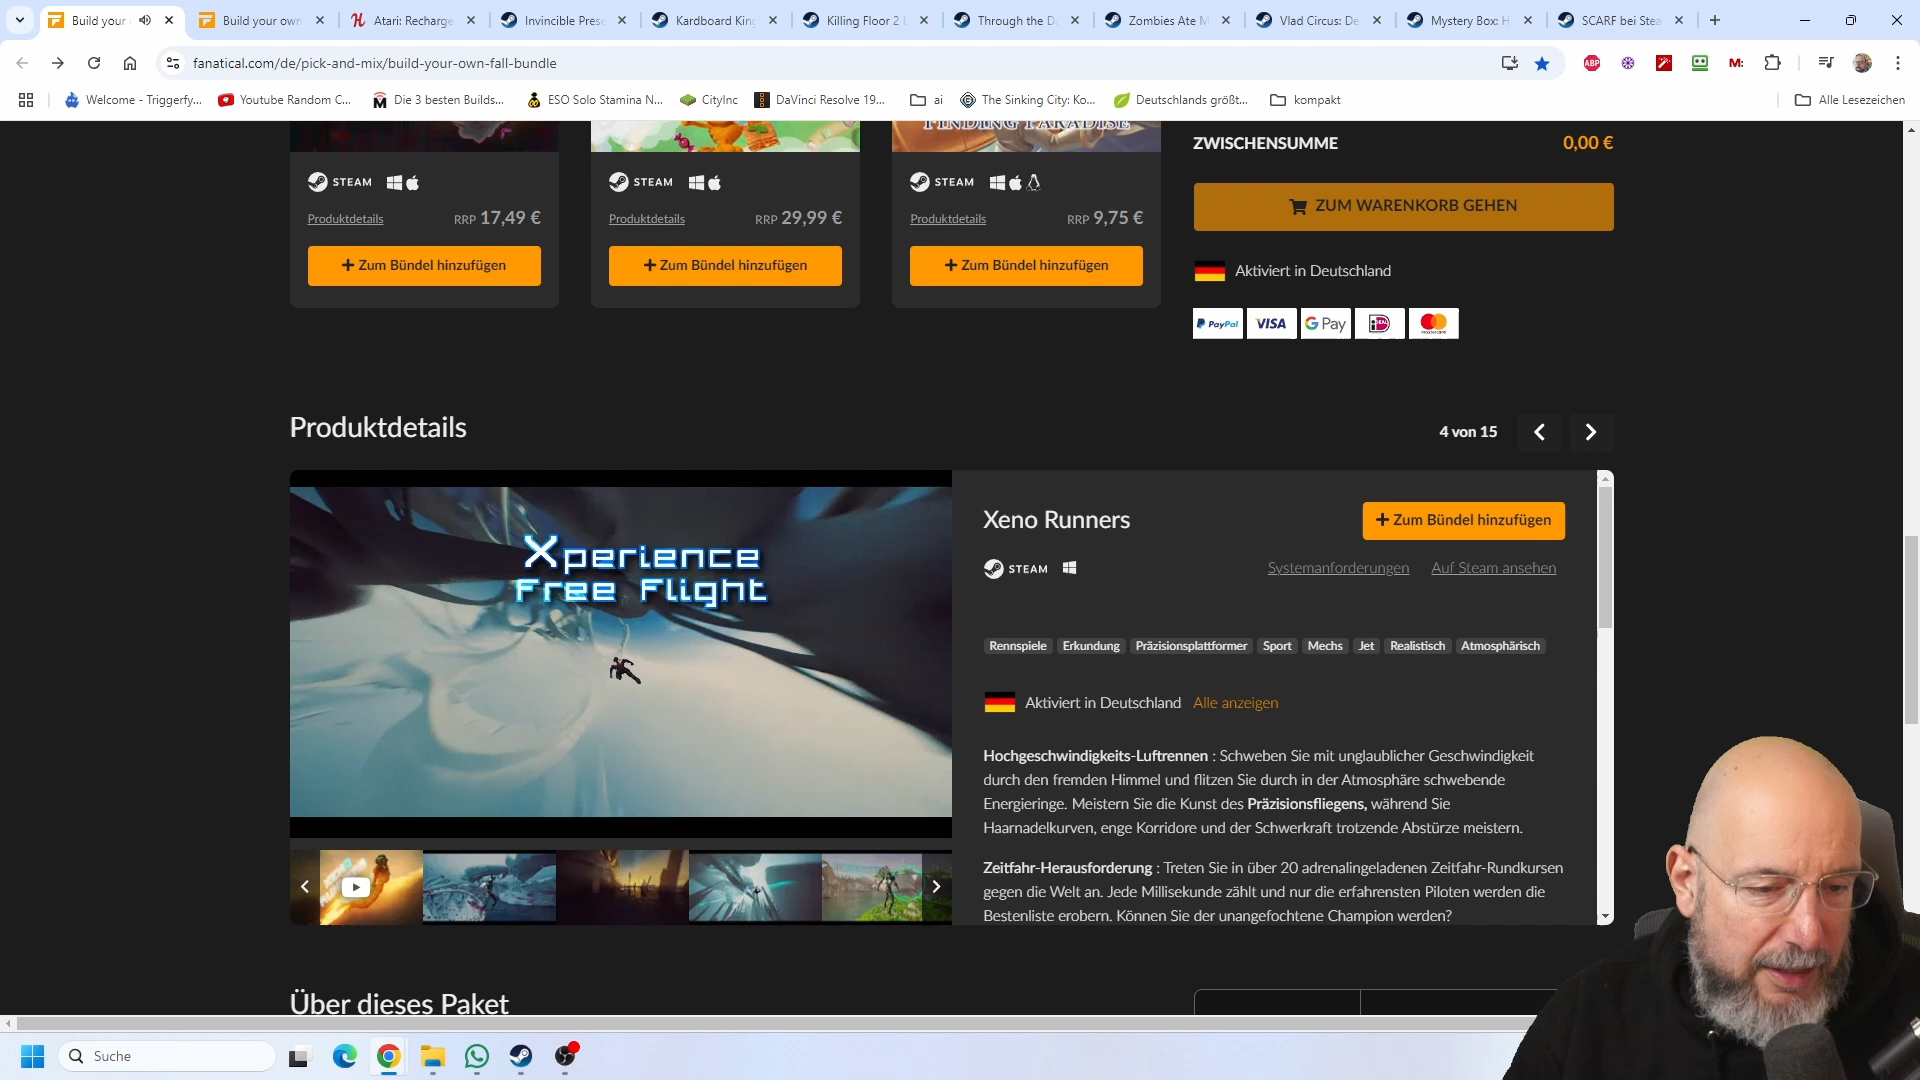 Build your
Build your own
Atari: Recharge
Invincible Prese
Kardboard King
Killing Floor 2 b
Through the Da
Zombies Ate M
Vlad Circus: De
Mystery Box: H
SCARF bei Stea
fanatical.com/de/pick-and-mix/build-your-own-fall-bundle
ABP
M:
Welcome - Triggerfy...
Youtube Random C...
Die 3 besten Builds...
ESO Solo Stamina N...
CityInc
DaVinci Resolve 19...
ai
The Sinking City: Ko...
Deutschlands größt...
kompakt
Alle Lesezeichen
FINDING PARADISE
STEAM
STEAM
STEAM
Produktdetails RRP 17,49 €
Produktdetails RRP 29,99 €
Produktdetails RRP 9,75 €
Zum Bündel hinzufügen
Zum Bündel hinzufügen
Zum Bündel hinzufügen
ZWISCHENSUMME 0,00 €
ZUM WARENKORB GEHEN
Aktiviert in Deutschland
PayPal VISA G Pay
Produktdetails
4 von 15
Xperience
Free Flight
Xeno Runners
Zum Bündel hinzufügen
STEAM
Systemanforderungen Auf Steam ansehen
Rennspiele Erkundung Präzisionsplattformer Sport Mechs Jet Realistisch Atmosphärisch
Aktiviert in Deutschland Alle anzeigen
Hochgeschwindigkeits-Luftrennen : Schweben Sie mit unglaublicher Geschwindigkeit
durch den fremden Himmel und flitzen Sie durch in der Atmosphäre schwebende
Energieringe. Meistern Sie die Kunst des Präzisionsfliegens, während Sie
Haarnadelkurven, enge Korridore und der Schwerkraft trotzende Abstürze meistern.
Zeitfahr-Herausforderung : Treten Sie in über 20 adrenalingeladenen Zeitfahr-Rundkursen
gegen die Welt an. Jede Millisekunde zählt und nur die erfahrensten Piloten werden die
Bestenliste erobern. Können Sie der unangefochtene Champion werden?
Über dieses Paket
Suche